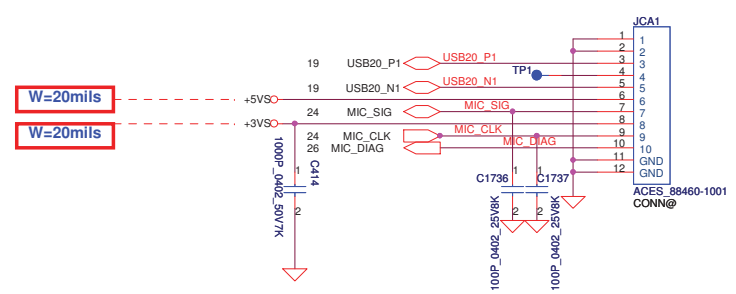 JCA1
1 1
2 2
19 USB20_P1 USB20_P1 3 3
TP1 4 4
19 USB20_N1 USB20_N1 5 5
W=20mils +5VS 6 6
24 MIC_SIG MIC_SIG 7 7
W=20mils +3VS 8 8
24 MIC_CLK MIC_CLK 9 9
26 MIC_DIAG MIC_DIAG 10 10
11 GND
12 GND
ACES_88460-1001
CONN@
1000P_0402_50V7K
C414
1
2
C1736
1
2
100P_0402_25V8K
C1737
1
2
100P_0402_25V8K